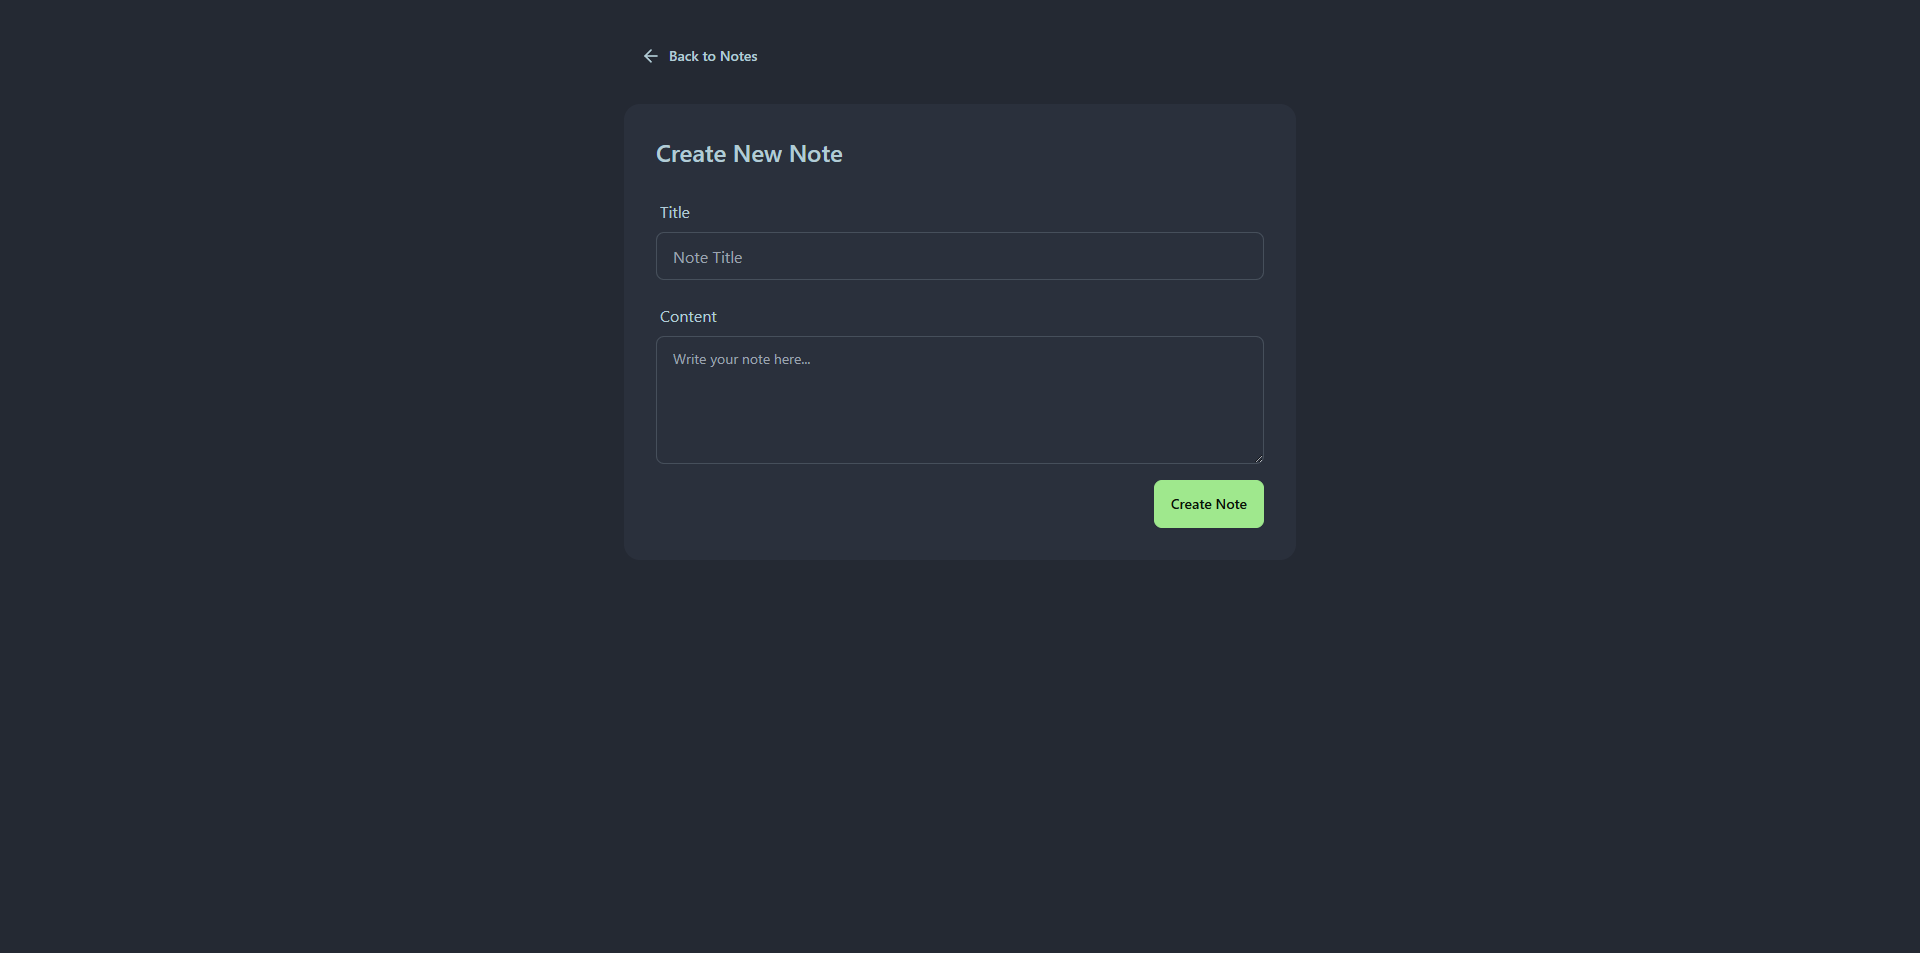 Back to Notes
Create New Note
Title
Note Title
Content
Write your note here...
Create Note